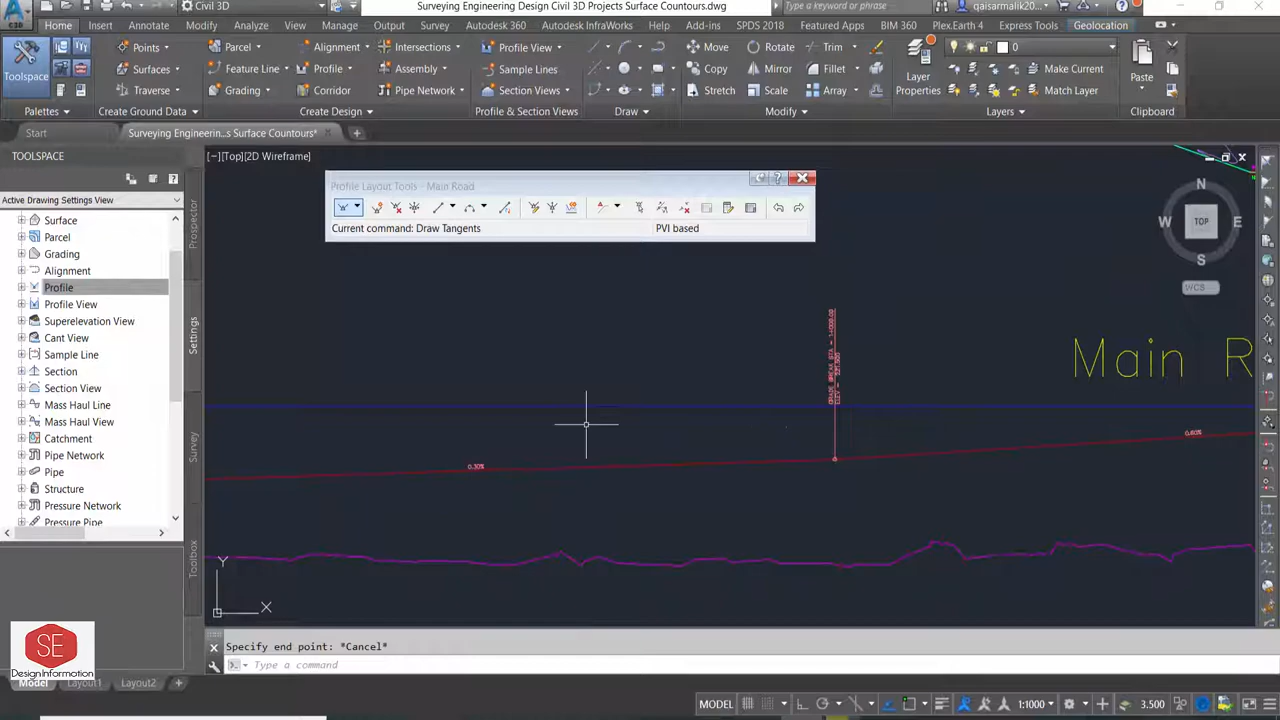 Civil 3D
Surveying Engineering Design Civil 3D Projects Surface Countours.dwg
Type a keyword or phrase
qaisarmalik20...
Home Insert Annotate Modify Analyze View Manage Output Survey Autodesk 360 Autodesk InfraWorks Help Add-ins SPDS 2018 Featured Apps BIM 360 Plex.Earth 4 Express Tools Geolocation
Toolspace
Points
Surfaces
Traverse
Parcel
Feature Line
Grading
Alignment
Profile
Corridor
Intersections
Assembly
Pipe Network
Profile View
Sample Lines
Section Views
Move Rotate Trim
Copy Mirror Fillet
Stretch Scale Array
Layer
Properties
0
Make Current
Match Layer
Paste
Palettes Create Ground Data Create Design Profile & Section Views Draw Modify Layers Clipboard
Start
Surveying Engineerin...s Surface Countours*
TOOLSPACE
Active Drawing Settings View
Surface
Parcel
Grading
Alignment
Profile
Profile View
Superelevation View
Cant View
Sample Line
Section
Section View
Mass Haul Line
Mass Haul View
Catchment
Pipe Network
Pipe
Structure
Pressure Network
Pressure Pipe
Prospector
Settings
Survey
Toolbox
[−][Top][2D Wireframe]
Profile Layout Tools - Main Road
Current command: Draw Tangents
PVI based
N
W TOP E
S
WCS
Main R
0.30%
0.60%
Y
X
SE
Design Information
Specify end point: *Cancel*
Type a command
Model Layout1 Layout2
MODEL
1:1000
3.500